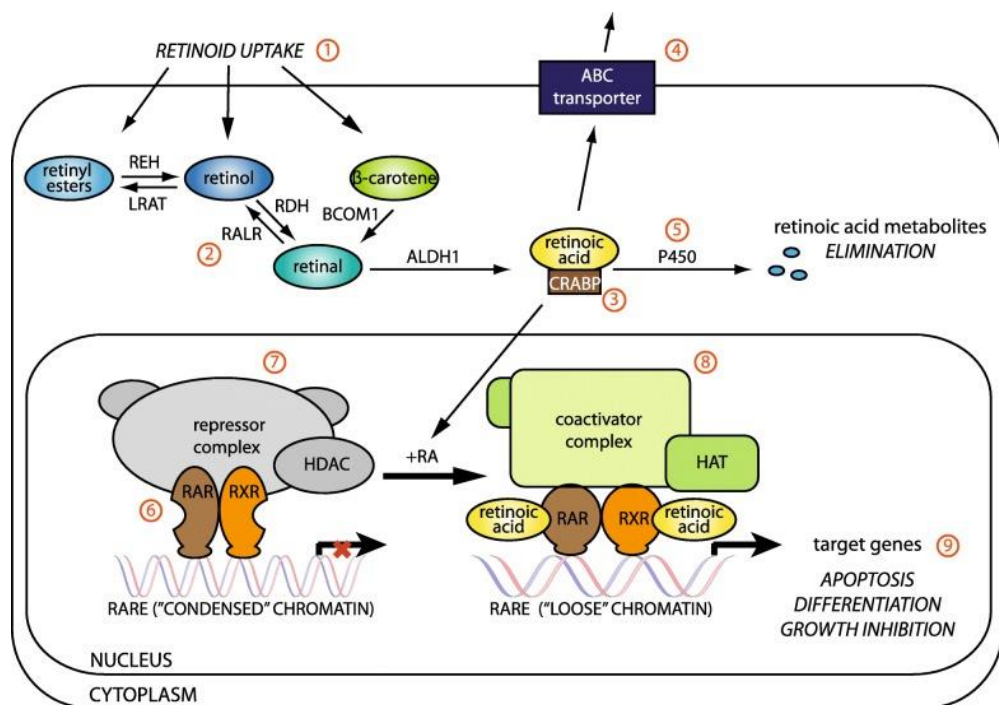 RETINOID UPTAKE
1
4
ABC
transporter
retinyl
esters
REH
LRAT
retinol
ß-carotene
RDH
RALR
2
BCOM1
retinal
ALDH1
retinoic
acid
CRABP
3
5
P450
retinoic acid metabolites
ELIMINATION
7
repressor
complex
HDAC
6
RAR
RXR
+RA
8
coactivator
complex
HAT
retinoic
acid
RAR
RXR
retinoic
acid
RARE ("CONDENSED" CHROMATIN)
RARE ("LOOSE" CHROMATIN)
target genes
9
APOPTOSIS
DIFFERENTIATION
GROWTH INHIBITION
NUCLEUS
CYTOPLASM